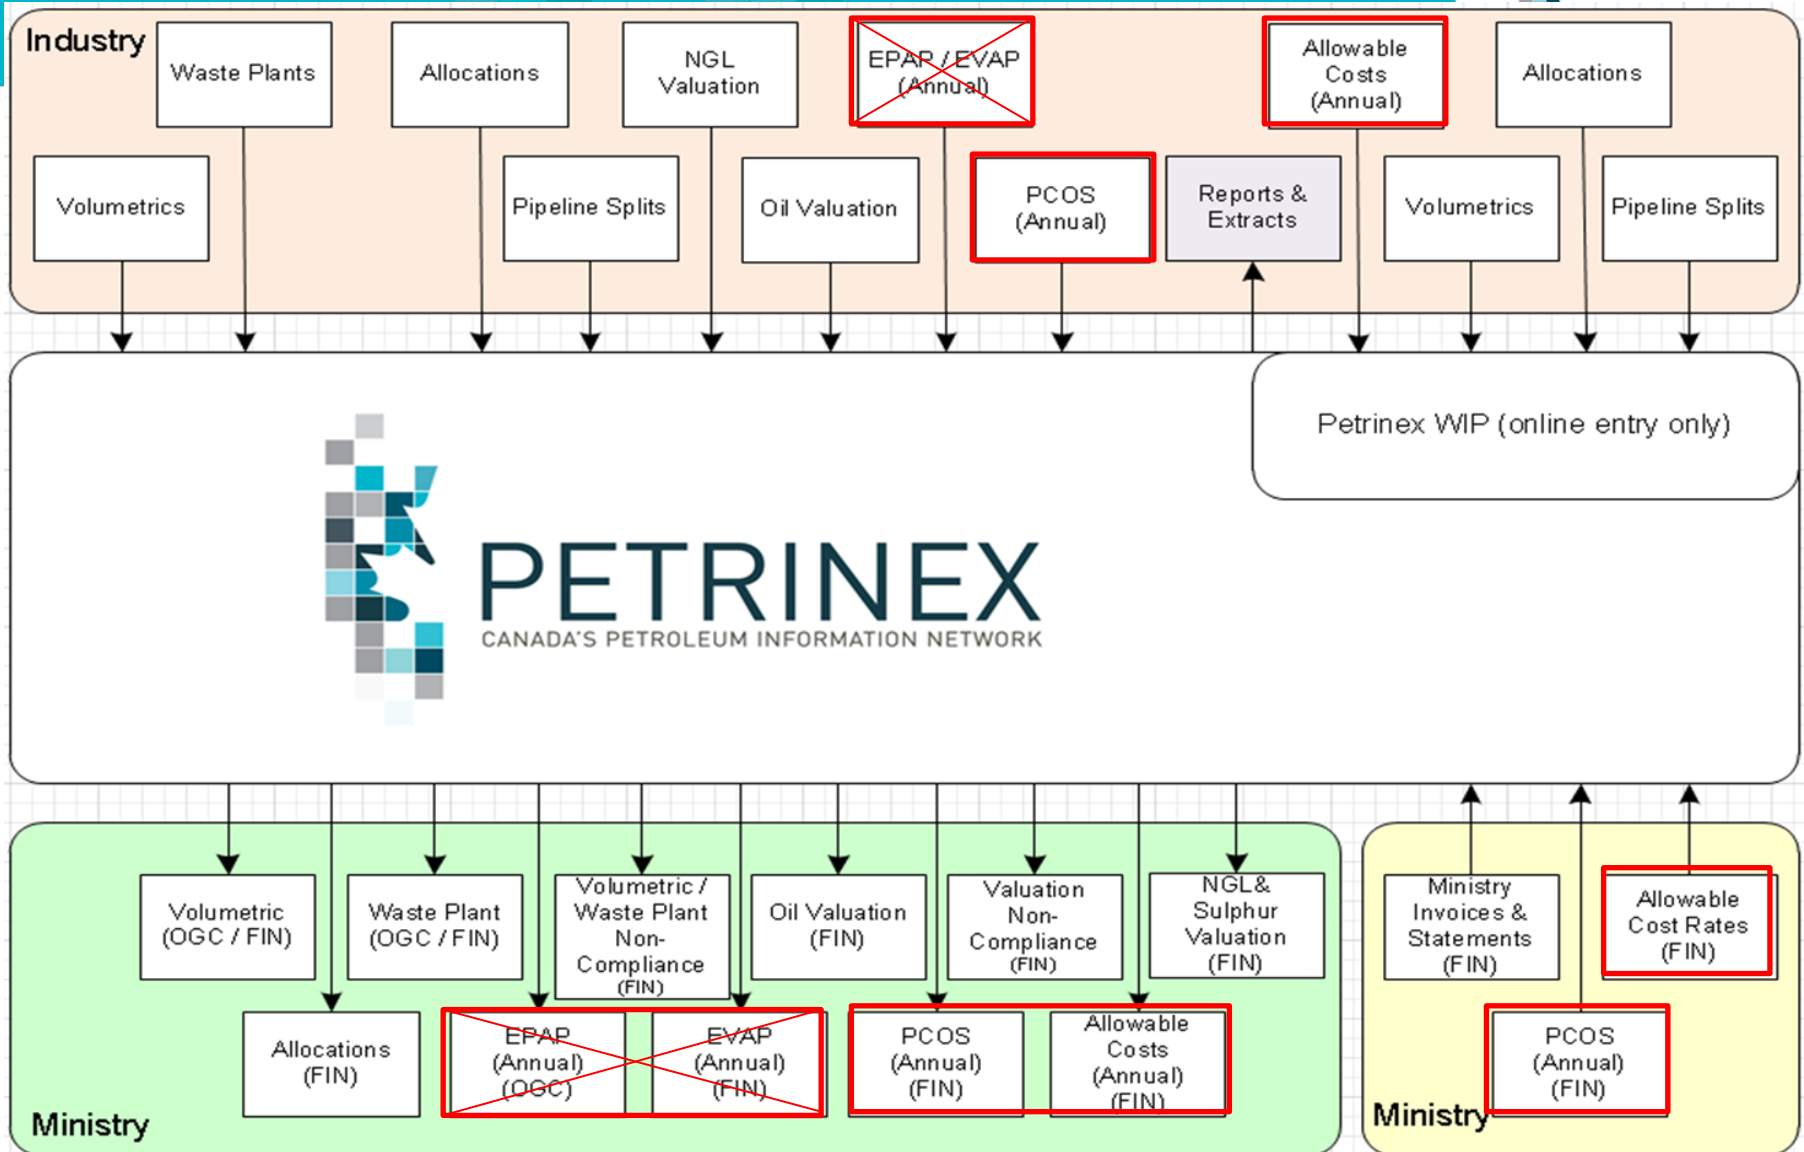 Industry
Waste Plants
Allocations
NGL
Valuation
EPAP / EVAP
(Annual)
Allowable
Costs
(Annual)
Allocations
Volumetrics
Pipeline Splits
Oil Valuation
PCOS
(Annual)
Reports &
Extracts
Volumetrics
Pipeline Splits
Petrinex WIP (online entry only)
PETRINEX
CANADA'S PETROLEUM INFORMATION NETWORK
Volumetric
(OGC / FIN)
Waste Plant
(OGC / FIN)
Volumetric /
Waste Plant
Non-
Compliance
(FIN)
Oil Valuation
(FIN)
Valuation
Non-
Compliance
(FIN)
NGL&
Sulphur
Valuation
(FIN)
Ministry
Invoices &
Statements
(FIN)
Allowable
Cost Rates
(FIN)
Allocations
(FIN)
EPAP
(Annual)
(OGC)
EVAP
(Annual)
(FIN)
PCOS
(Annual)
(FIN)
Allowable
Costs
(Annual)
(FIN)
PCOS
(Annual)
(FIN)
Ministry
Ministry